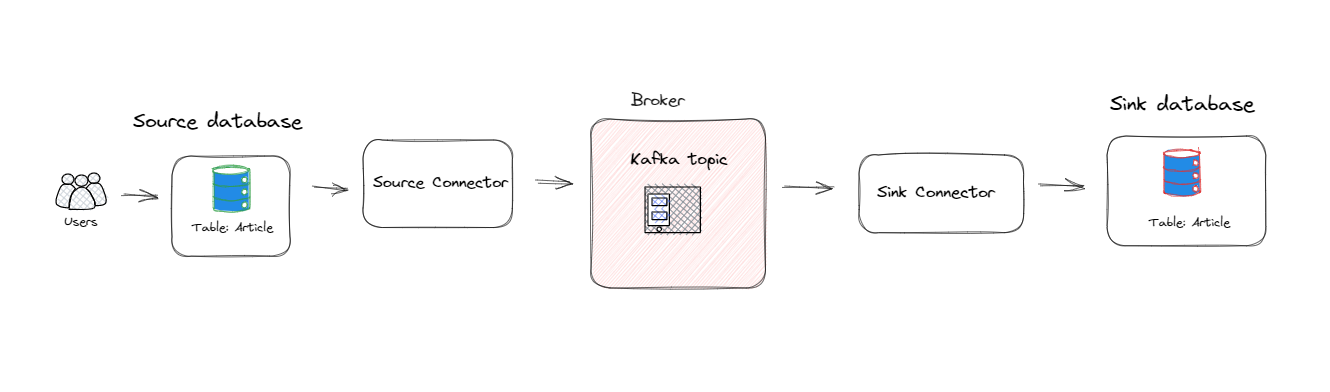 Users
Source database
Table: Article
Source Connector
Broker
Kafka topic
Sink Connector
Sink database
Table: Article